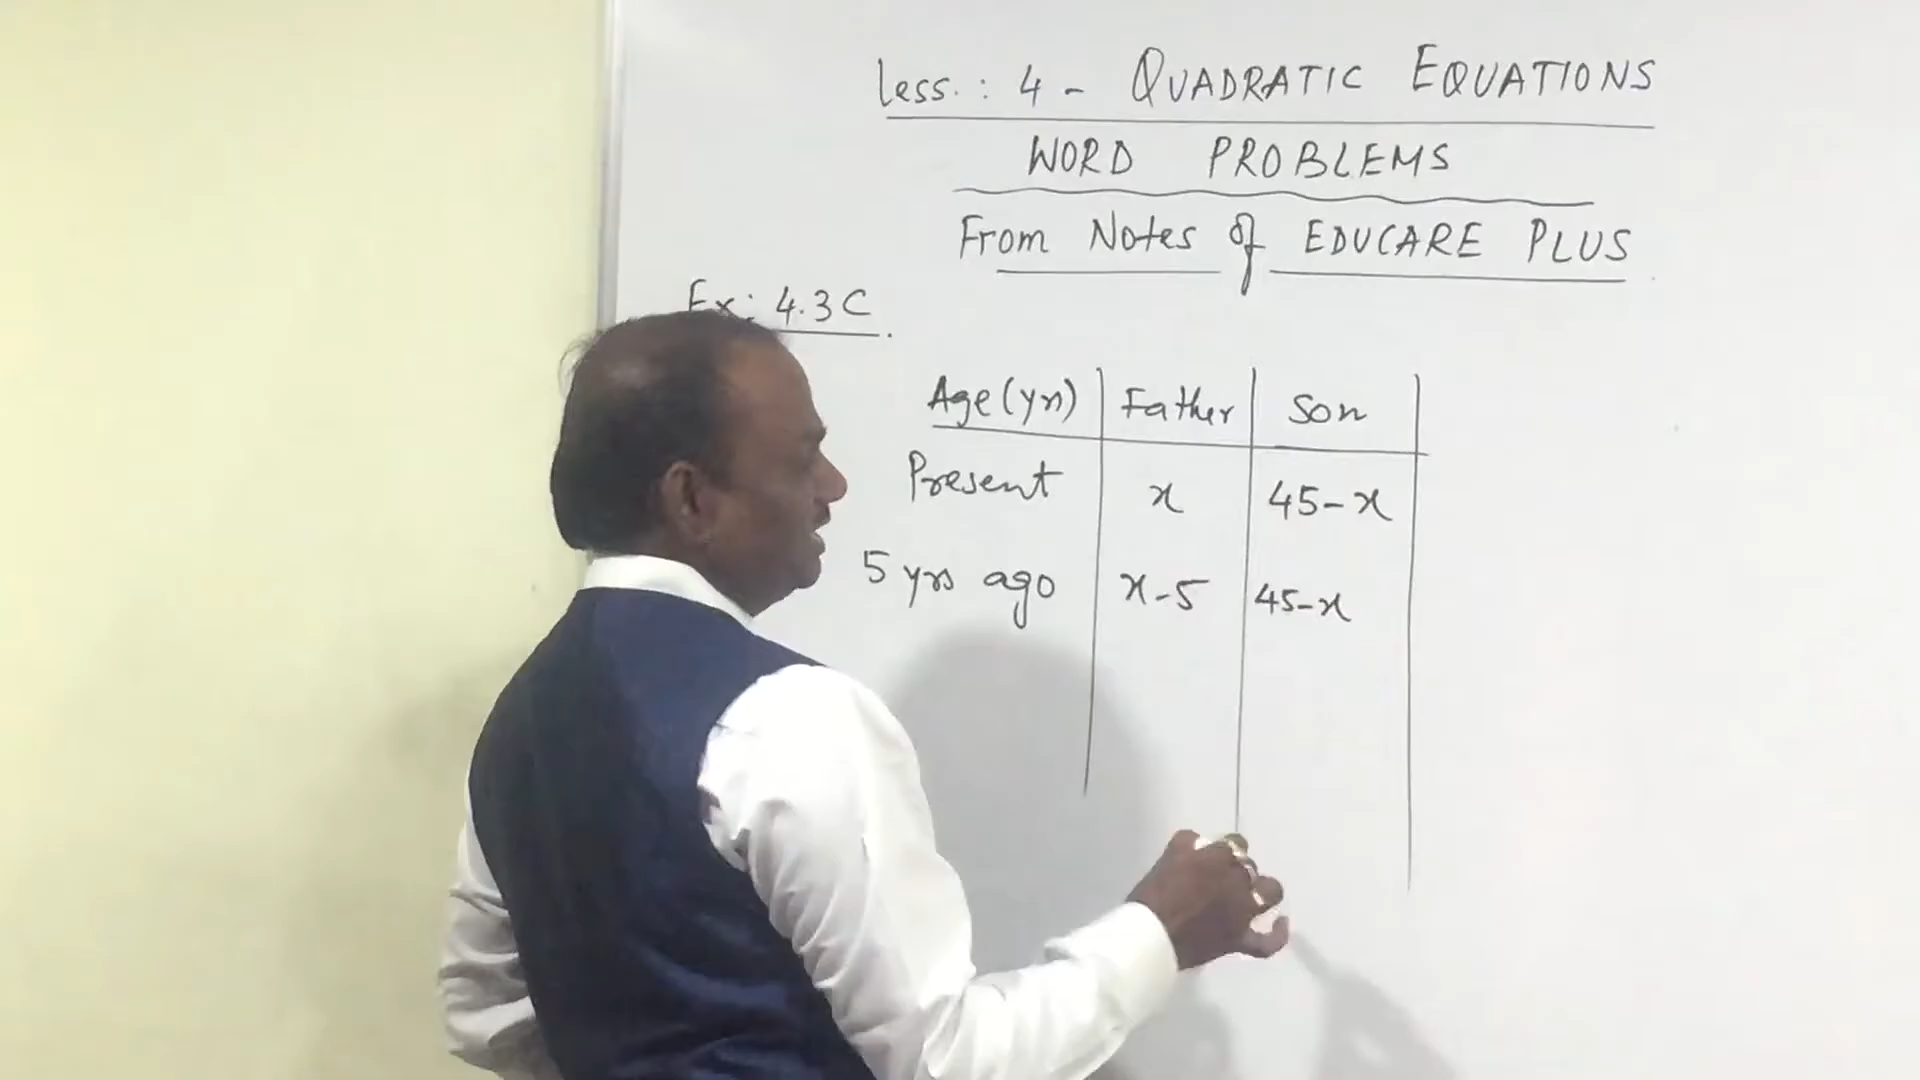 Less. : 4 - QUADRATIC EQUATIONS
WORD PROBLEMS
From Notes of EDUCARE PLUS
Ex: 4.3C
Age (yrs) Father Son
Present x 45-x
5 yrs ago x-5 45-x